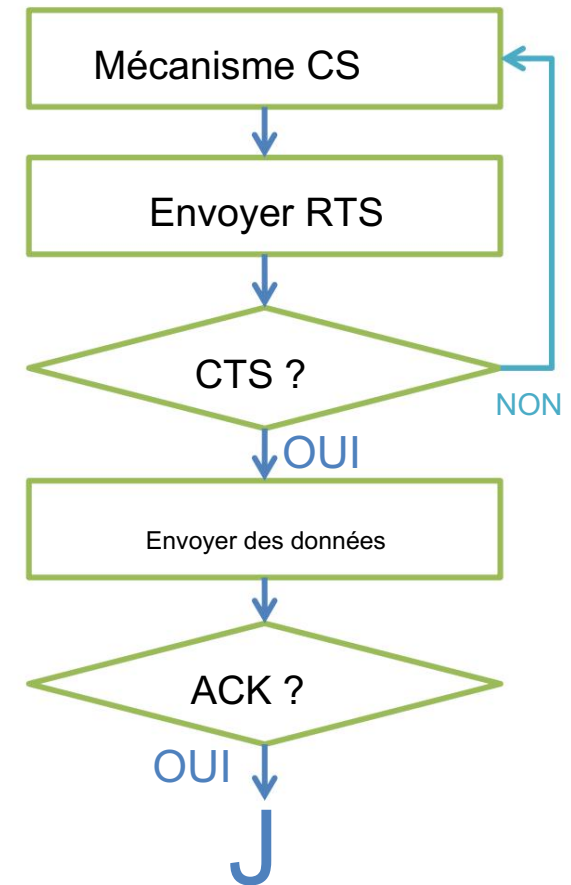 Mécanisme CS
Envoyer RTS
CTS ?
NON
OUI
Envoyer des données
ACK ?
OUI
J